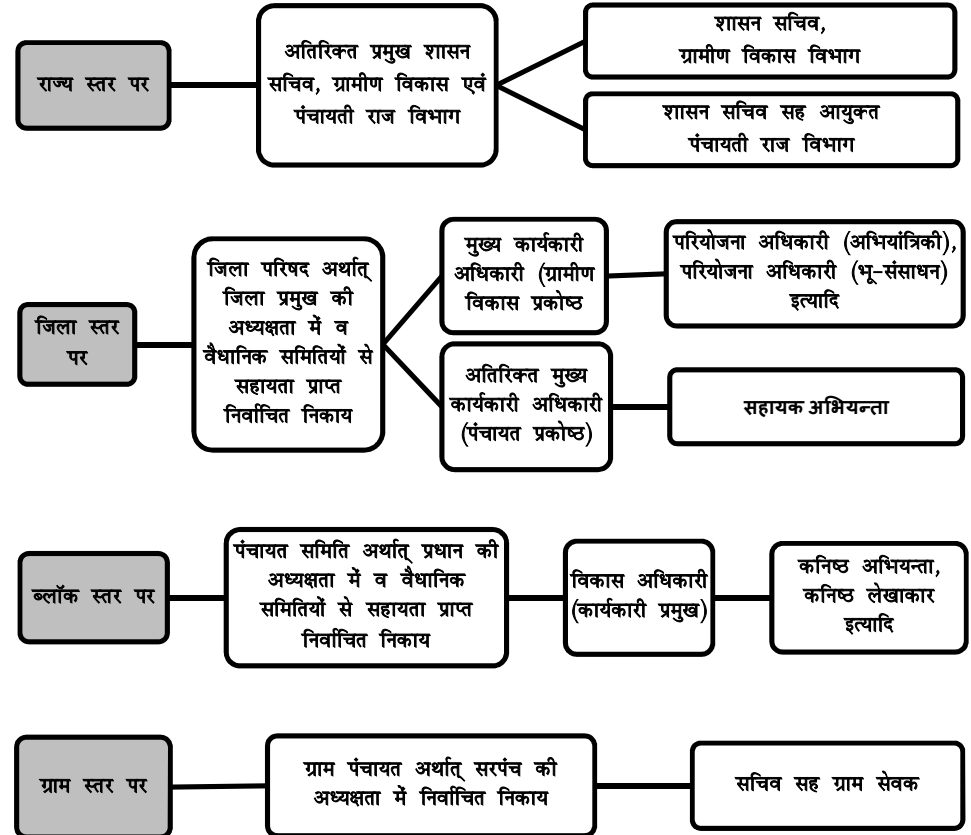 राज्य स्तर पर
अतिरिक्त प्रमुख शासन
सचिव, ग्रामीण विकास एवं
पंचायती राज विभाग
शासन सचिव,
ग्रामीण विकास विभाग
शासन सचिव सह आयुक्त
पंचायती राज विभाग
जिला स्तर
पर
जिला परिषद अर्थात्
जिला प्रमुख की
अध्यक्षता में व
वैधानिक समितियों से
सहायता प्राप्त
निर्वाचित निकाय
मुख्य कार्यकारी
अधिकारी (ग्रामीण
विकास प्रकोष्ठ
परियोजना अधिकारी (अभियांत्रिकी),
परियोजना अधिकारी (भू-संसाधन)
इत्यादि
अतिरिक्त मुख्य
कार्यकारी अधिकारी
(पंचायत प्रकोष्ठ)
सहायक अभियन्ता
ब्लॉक स्तर पर
पंचायत समिति अर्थात् प्रधान की
अध्यक्षता में व वैधानिक
समितियों से सहायता प्राप्त
निर्वाचित निकाय
विकास अधिकारी
(कार्यकारी प्रमुख)
कनिष्ठ अभियन्ता,
कनिष्ठ लेखाकार
इत्यादि
ग्राम स्तर पर
ग्राम पंचायत अर्थात् सरपंच की
अध्यक्षता में निर्वाचित निकाय
सचिव सह ग्राम सेवक